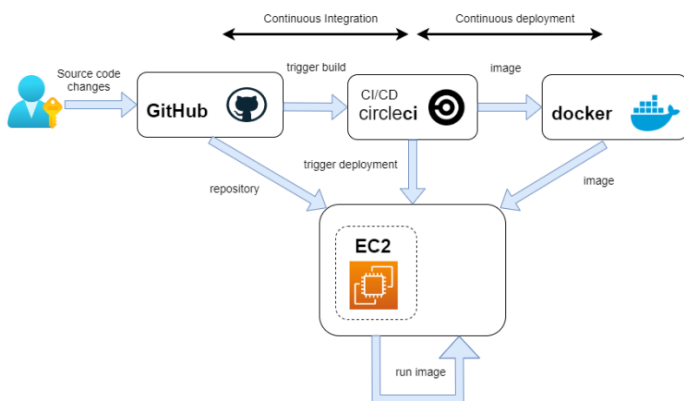 Continuous Integration
Continuous deployment
Source code
changes
trigger build
image
GitHub
CI/CD
circleci
docker
trigger deployment
repository
image
EC2
run image